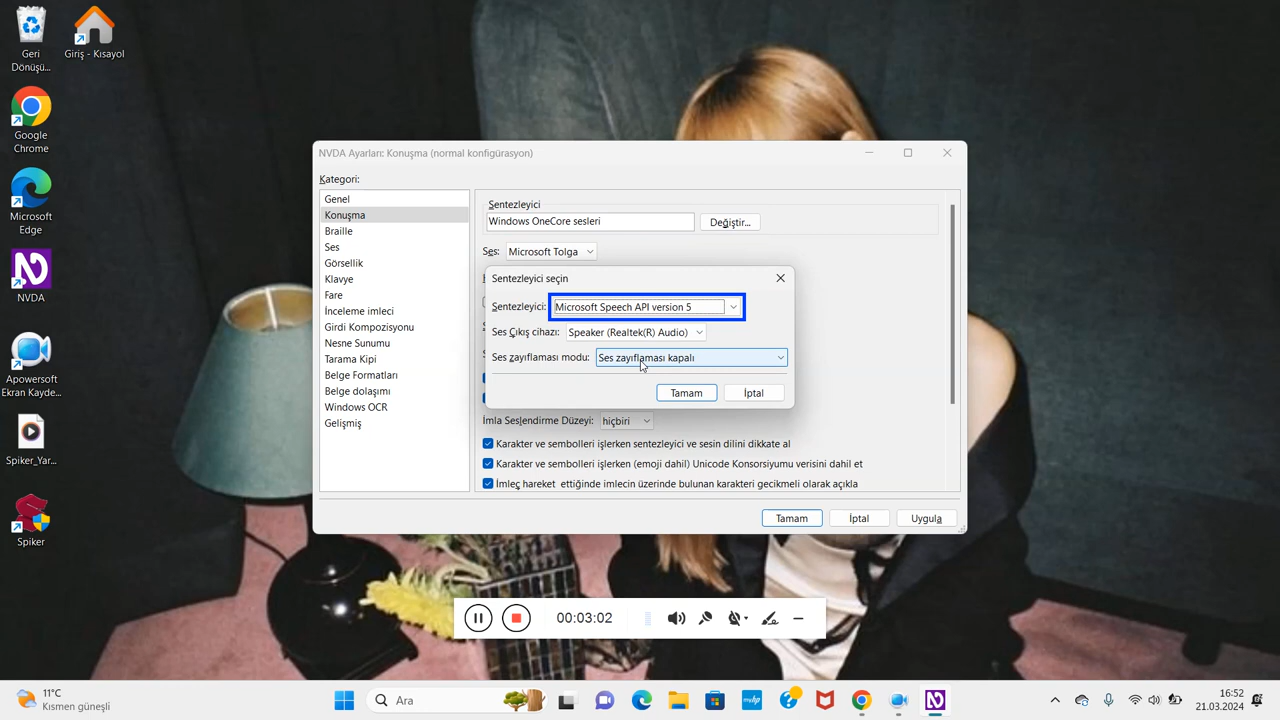 Geri
Dönüşü...
Giriş - Kısayol
Google
Chrome
Microsoft
Edge
NVDA
Apowersoft
Ekran Kayde...
Spiker_Yar...
Spiker
NVDA Ayarları: Konuşma (normal konfigürasyon)
Kategori:
Genel
Konuşma
Braille
Ses
Görsellik
Klavye
Fare
İnceleme imleci
Girdi Kompozisyonu
Nesne Sunumu
Tarama Kipi
Belge Formatları
Belge dolaşımı
Windows OCR
Gelişmiş
Sentezleyici
Windows OneCore sesleri
Değiştir...
Ses:
Microsoft Tolga
Sentezleyici seçin
Sentezleyici:
Microsoft Speech API version 5
Ses Çıkış cihazı:
Speaker (Realtek(R) Audio)
Ses zayıflaması modu:
Ses zayıflaması kapalı
Tamam
İptal
İmla Seslendirme Düzeyi:
hiçbiri
Karakter ve sembolleri işlerken sentezleyici ve sesin dilini dikkate al
Karakter ve sembolleri işlerken (emoji dahil) Unicode Konsorsiyumu verisini dahil et
İmleç hareket ettiğinde imlecin üzerinde bulunan karakteri gecikmeli olarak açıkla
Tamam
İptal
Uygula
00:03:02
11°C
Kısmen güneşli
Ara
16:52
21.03.2024